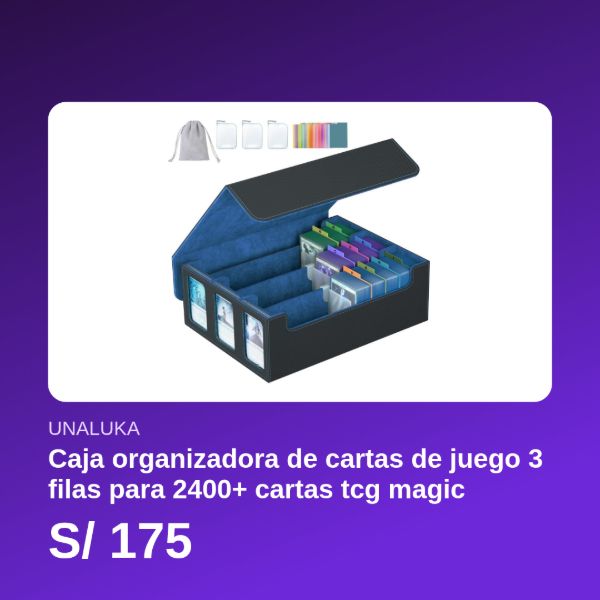 UNALUKA
Caja organizadora de cartas de juego 3
filas para 2400+ cartas tcg magic
S/ 175